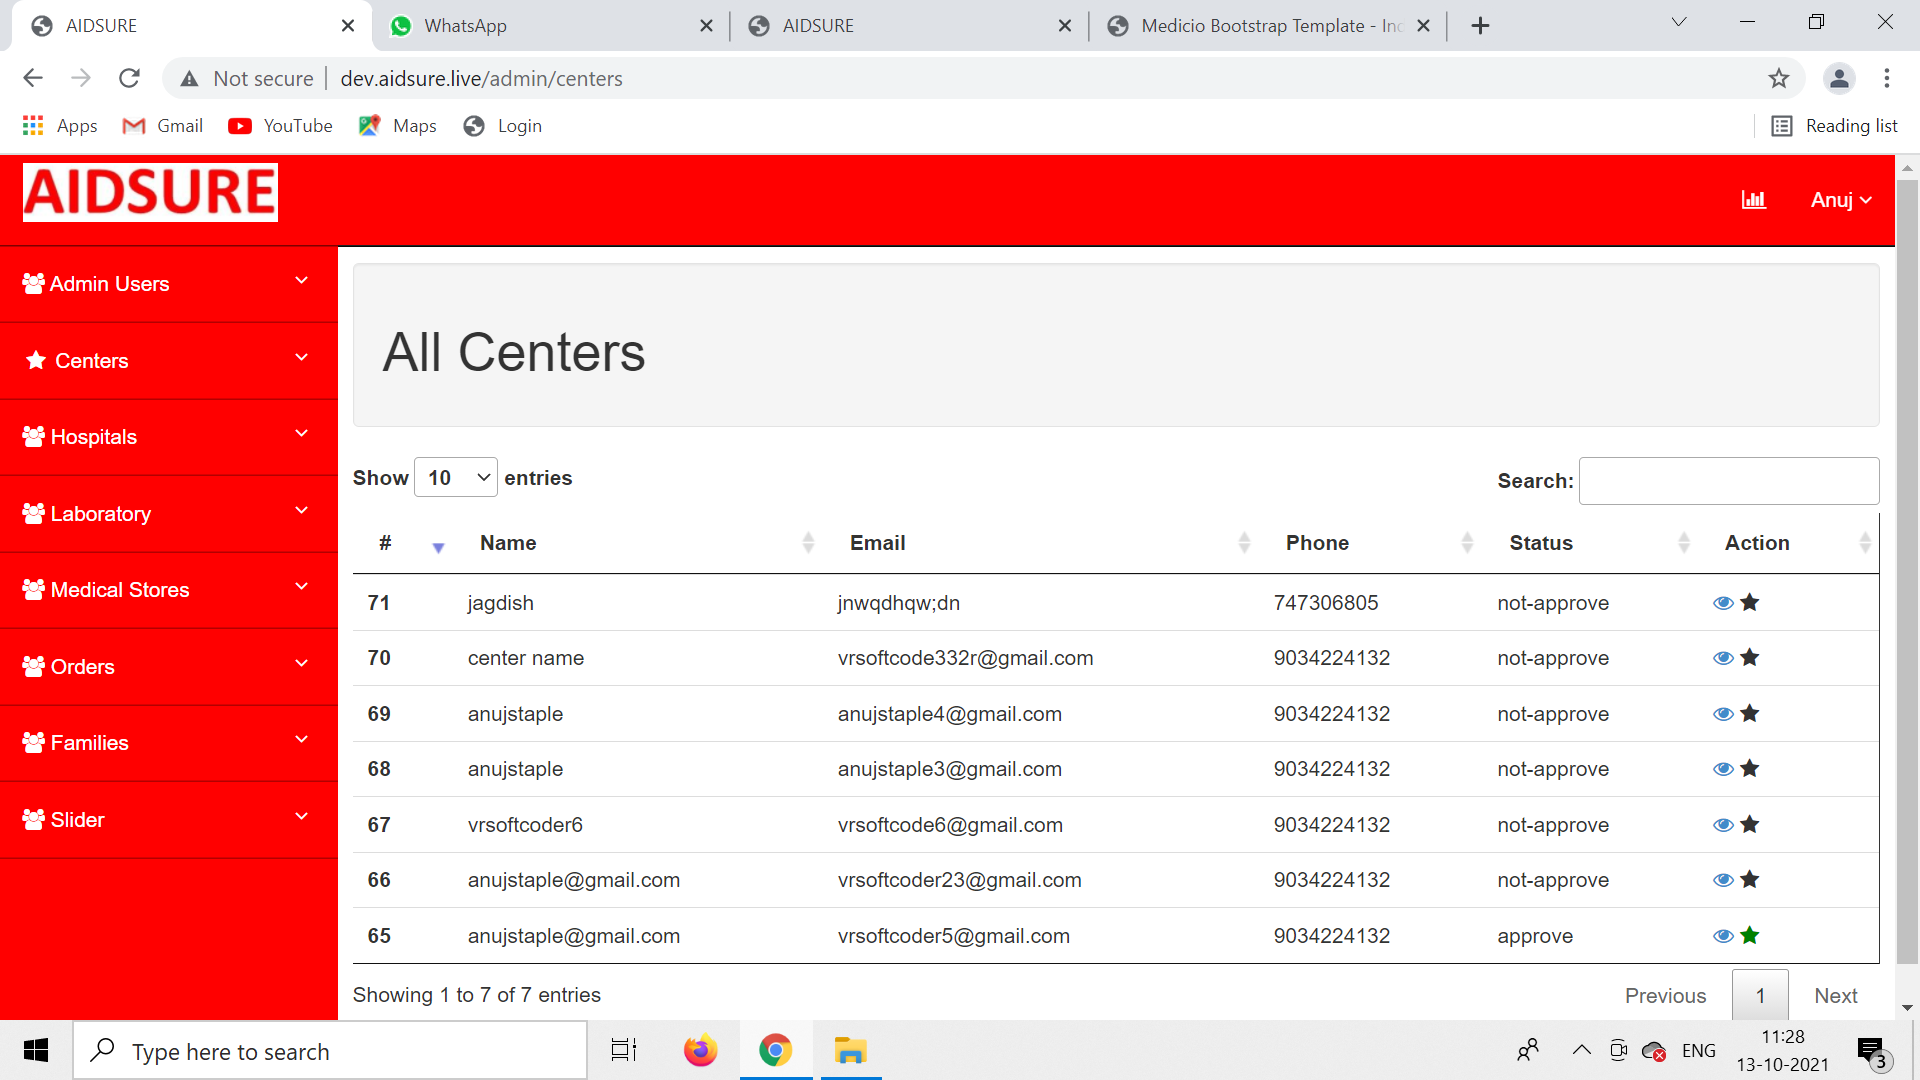 AIDSURE
WhatsApp
AIDSURE
Medicio Bootstrap Template - Ind
Not secure
dev.aidsure.live/admin/centers
Apps
Gmail
YouTube
Maps
Login
Reading list
AIDSURE
Anuj
Admin Users
Centers
Hospitals
Laboratory
Medical Stores
Orders
Families
Slider
All Centers
Show 10 entries
Search:
# Name Email Phone Status Action
71 jagdish jnwqdhqw;dn 747306805 not-approve
70 center name vrsoftcode332r@gmail.com 9034224132 not-approve
69 anujstaple anujstaple4@gmail.com 9034224132 not-approve
68 anujstaple anujstaple3@gmail.com 9034224132 not-approve
67 vrsoftcoder6 vrsoftcode6@gmail.com 9034224132 not-approve
66 anujstaple@gmail.com vrsoftcoder23@gmail.com 9034224132 not-approve
65 anujstaple@gmail.com vrsoftcoder5@gmail.com 9034224132 approve
Showing 1 to 7 of 7 entries
Previous 1 Next
Type here to search
ENG
11:28
13-10-2021
3